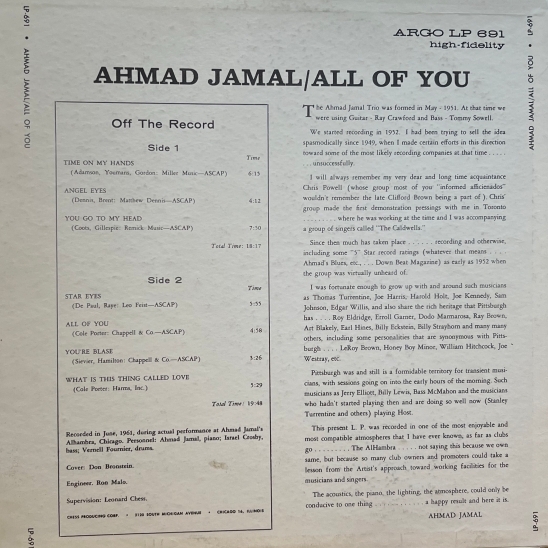 ARGO LP 691
high-fidelity
AHMAD JAMAL/ALL OF YOU
Off The Record
Side 1
Time
TIME ON MY HANDS
(Adamson, Youmans, Gordon: Miller Music—ASCAP) 6:15
ANGEL EYES
(Dennis, Brent: Matthew Dennis—ASCAP) 4:12
YOU GO TO MY HEAD
(Coots, Gillespie: Remick Music—ASCAP) 7:50
Total Time: 18:17
Side 2
Time
STAR EYES
(De Paul, Raye: Leo Feist—ASCAP) 5:55
ALL OF YOU
(Cole Porter: Chappell & Co.—ASCAP) 4:58
YOU'RE BLASE
(Sievier, Hamilton: Chappell & Co.—ASCAP) 3:26
WHAT IS THIS THING CALLED LOVE
(Cole Porter: Harms, Inc.) 5:29
Total Time: 19:48
Recorded in June, 1961, during actual performance at Ahmad Jamal's
Alhambra, Chicago. Personnel: Ahmad Jamal, piano; Israel Crosby,
bass; Vernell Fournier, drums.
Cover: Don Bronstein.
Engineer: Ron Malo.
Supervision: Leonard Chess.
CHESS PRODUCING CORP. • 2120 SOUTH MICHIGAN AVENUE • CHICAGO 16, ILLINOIS
The Ahmad Jamal Trio was formed in May - 1951. At that time we
were using Guitar - Ray Crawford and Bass - Tommy Sowell.
We started recording in 1952. I had been trying to sell the idea
spasmodically since 1949, when I made certain efforts in this direction
toward some of the most likely recording companies at that time . . . . .
. . . unsuccessfully.
I will always remember my very dear and long time acquaintance
Chris Powell (whose group most of you "informed afficienados"
wouldn't remember the late Clifford Brown being a part of ). Chris'
group made the first demonstration pressings with me in Toronto
. . . . . . . . . where he was working at the time and I was accompanying
a group of singers called "The Caldwells."
Since then much has taken place . . . . . . . recording and otherwise,
including some "5" Star record ratings (whatever that means . . . .
Ahmad's Blues, etc., . . . Down Beat Magazine) as early as 1952 when
the group was virtually unheard of.
I was fortunate enough to grow up with and around such musicians
as Thomas Turrentine, Joe Harris, Harold Holt, Joe Kennedy, Sam
Johnson, Edgar Willis, and also share the rich heritage that Pittsburgh
has . . . . Roy Eldridge, Erroll Garner, Dodo Marmarosa, Ray Brown,
Art Blakely, Earl Hines, Billy Eckstein, Billy Strayhorn and many many
others, including some personalities that are synonymous with Pitts-
burgh . . . . LeRoy Brown, Honey Boy Minor, William Hitchcock, Joe
Westray, etc.
Pittsburgh was and still is a formidable territory for transient musi-
cians, with sessions going on into the early hours of the morning. Such
musicians as Jerry Elliott, Billy Lewis, Bass McMahon and the musicians
who hadn't started playing then and are doing so well now (Stanley
Turrentine and others) playing Host.
This present L. P. was recorded in one of the most enjoyable and
most compatible atmospheres that I have ever known, as far as clubs
go . . . . . . . . . The AlHambra . . . . . not saying this because we own
same, but because so many club owners and promoters could take a
lesson from the Artist's approach toward working facilities for the
musicians and singers.
The acoustics, the piano, the lighting, the atmosphere, could only be
conducive to one thing . . . . . . . . . . . a happy result and here it is.
AHMAD JAMAL
LP-691 • AHMAD JAMAL/ALL OF YOU
LP-691
LP-691 • AHMAD JAMAL/ALL OF YOU
LP-691